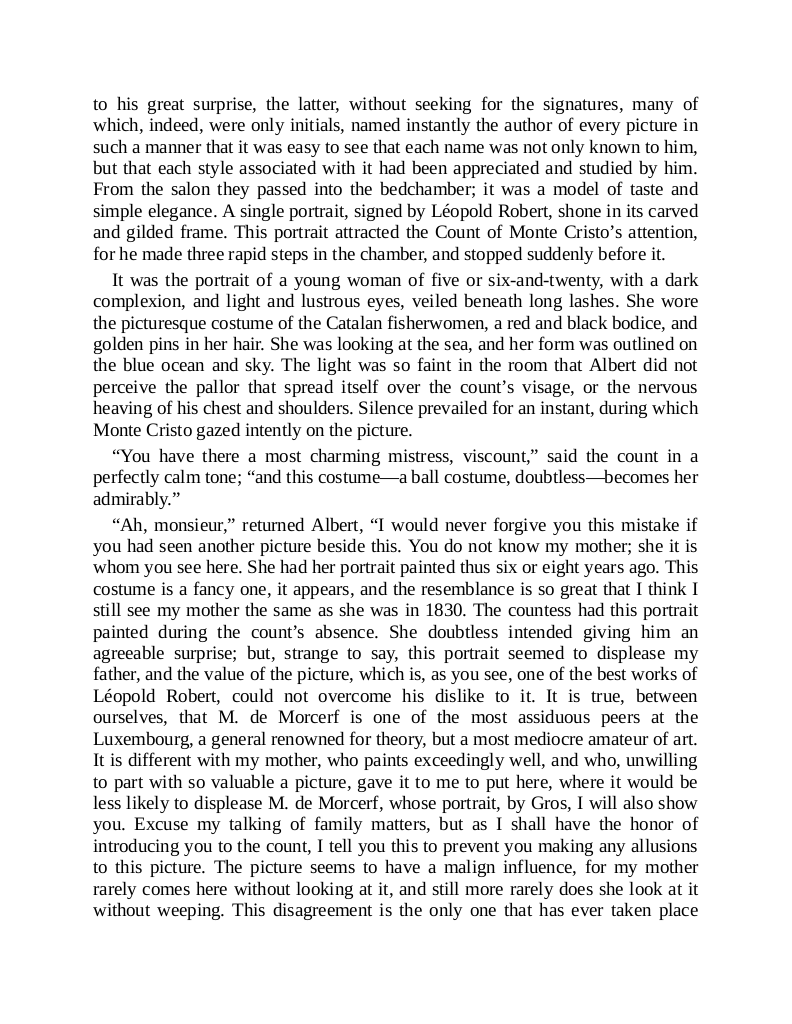 to his great surprise, the latter, without seeking for the signatures, many of
which, indeed, were only initials, named instantly the author of every picture in
such a manner that it was easy to see that each name was not only known to him,
but that each style associated with it had been appreciated and studied by him.
From the salon they passed into the bedchamber; it was a model of taste and
simple elegance. A single portrait, signed by Léopold Robert, shone in its carved
and gilded frame. This portrait attracted the Count of Monte Cristo’s attention,
for he made three rapid steps in the chamber, and stopped suddenly before it.
It was the portrait of a young woman of five or six-and-twenty, with a dark
complexion, and light and lustrous eyes, veiled beneath long lashes. She wore
the picturesque costume of the Catalan fisherwomen, a red and black bodice, and
golden pins in her hair. She was looking at the sea, and her form was outlined on
the blue ocean and sky. The light was so faint in the room that Albert did not
perceive the pallor that spread itself over the count’s visage, or the nervous
heaving of his chest and shoulders. Silence prevailed for an instant, during which
Monte Cristo gazed intently on the picture.
“You have there a most charming mistress, viscount,” said the count in a
perfectly calm tone; “and this costume—a ball costume, doubtless—becomes her
admirably.”
“Ah, monsieur,” returned Albert, “I would never forgive you this mistake if
you had seen another picture beside this. You do not know my mother; she it is
whom you see here. She had her portrait painted thus six or eight years ago. This
costume is a fancy one, it appears, and the resemblance is so great that I think I
still see my mother the same as she was in 1830. The countess had this portrait
painted during the count’s absence. She doubtless intended giving him an
agreeable surprise; but, strange to say, this portrait seemed to displease my
father, and the value of the picture, which is, as you see, one of the best works of
Léopold Robert, could not overcome his dislike to it. It is true, between
ourselves, that M. de Morcerf is one of the most assiduous peers at the
Luxembourg, a general renowned for theory, but a most mediocre amateur of art.
It is different with my mother, who paints exceedingly well, and who, unwilling
to part with so valuable a picture, gave it to me to put here, where it would be
less likely to displease M. de Morcerf, whose portrait, by Gros, I will also show
you. Excuse my talking of family matters, but as I shall have the honor of
introducing you to the count, I tell you this to prevent you making any allusions
to this picture. The picture seems to have a malign influence, for my mother
rarely comes here without looking at it, and still more rarely does she look at it
without weeping. This disagreement is the only one that has ever taken place